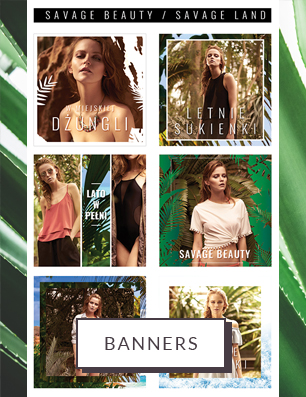 SAVAGE BEAUTY / SAVAGE LAND
DŻUNGLI
LETNIE
SUKIENKI
LATO
W
PEŁNI
SAVAGE BEAUTY
BANNERS